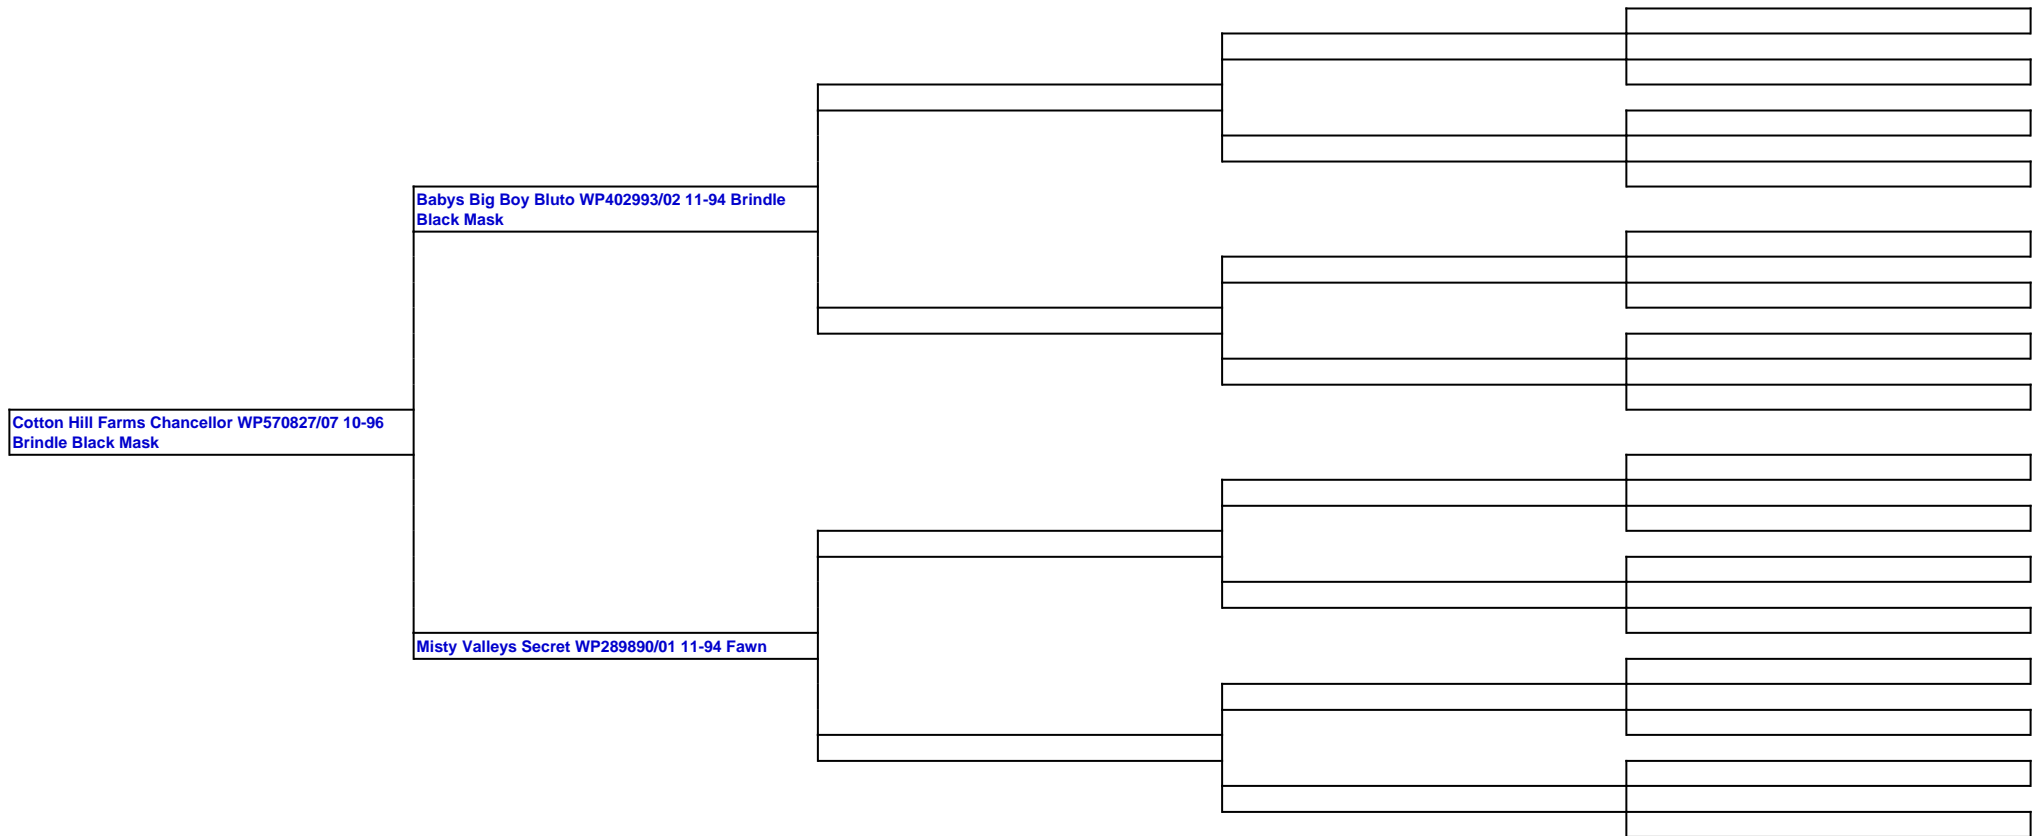 Babys Big Boy Bluto WP402993/02 11-94 Brindle
Black Mask
Cotton Hill Farms Chancellor WP570827/07 10-96
Brindle Black Mask
Misty Valleys Secret WP289890/01 11-94 Fawn